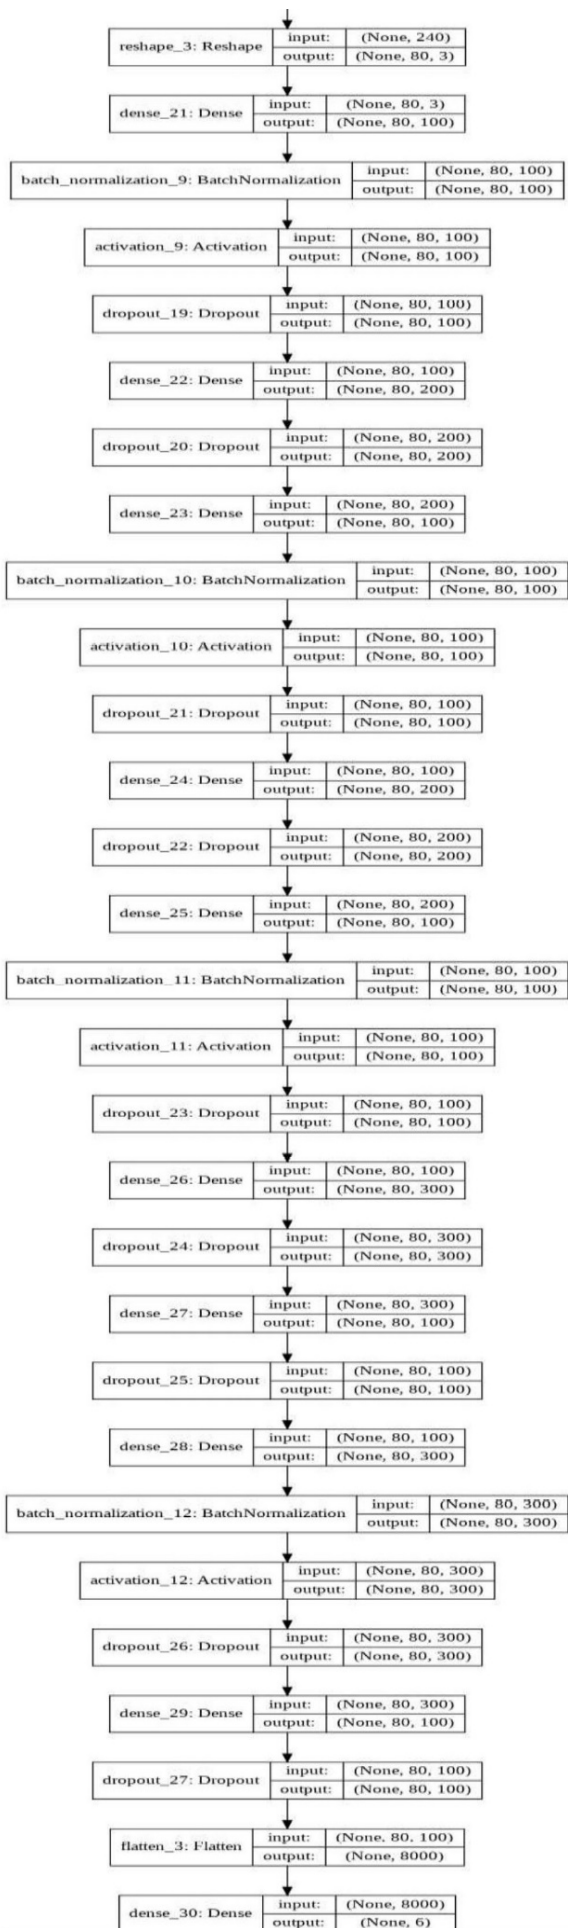 reshape_3: Reshape input: (None, 240)
output: (None, 80, 3)
dense_21: Dense input: (None, 80, 3)
output: (None, 80, 100)
batch_normalization_9: BatchNormalization input: (None, 80, 100)
output: (None, 80, 100)
activation_9: Activation input: (None, 80, 100)
output: (None, 80, 100)
dropout_19: Dropout input: (None, 80, 100)
output: (None, 80, 100)
dense_22: Dense input: (None, 80, 100)
output: (None, 80, 200)
dropout_20: Dropout input: (None, 80, 200)
output: (None, 80, 200)
dense_23: Dense input: (None, 80, 200)
output: (None, 80, 100)
batch_normalization_10: BatchNormalization input: (None, 80, 100)
output: (None, 80, 100)
activation_10: Activation input: (None, 80, 100)
output: (None, 80, 100)
dropout_21: Dropout input: (None, 80, 100)
output: (None, 80, 100)
dense_24: Dense input: (None, 80, 100)
output: (None, 80, 200)
dropout_22: Dropout input: (None, 80, 200)
output: (None, 80, 200)
dense_25: Dense input: (None, 80, 200)
output: (None, 80, 100)
batch_normalization_11: BatchNormalization input: (None, 80, 100)
output: (None, 80, 100)
activation_11: Activation input: (None, 80, 100)
output: (None, 80, 100)
dropout_23: Dropout input: (None, 80, 100)
output: (None, 80, 100)
dense_26: Dense input: (None, 80, 100)
output: (None, 80, 300)
dropout_24: Dropout input: (None, 80, 300)
output: (None, 80, 300)
dense_27: Dense input: (None, 80, 300)
output: (None, 80, 100)
dropout_25: Dropout input: (None, 80, 100)
output: (None, 80, 100)
dense_28: Dense input: (None, 80, 100)
output: (None, 80, 300)
batch_normalization_12: BatchNormalization input: (None, 80, 300)
output: (None, 80, 300)
activation_12: Activation input: (None, 80, 300)
output: (None, 80, 300)
dropout_26: Dropout input: (None, 80, 300)
output: (None, 80, 300)
dense_29: Dense input: (None, 80, 300)
output: (None, 80, 100)
dropout_27: Dropout input: (None, 80, 100)
output: (None, 80, 100)
flatten_3: Flatten input: (None, 80, 100)
output: (None, 8000)
dense_30: Dense input: (None, 8000)
output: (None, 6)